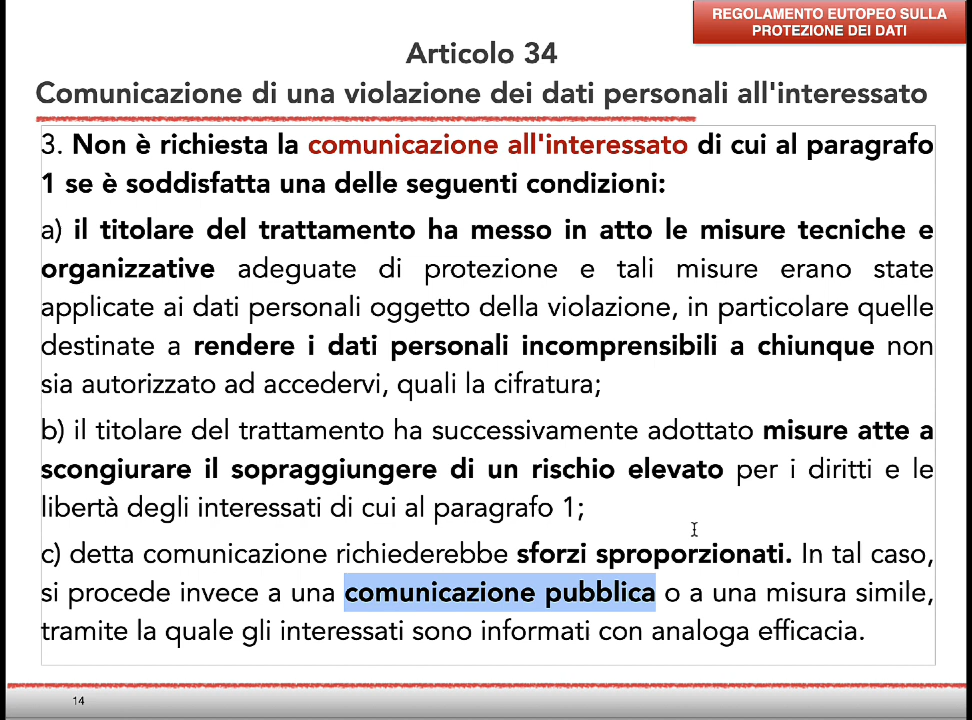 REGOLAMENTO EUTOPEO SULLA
PROTEZIONE DEI DATI
Articolo 34
Comunicazione di una violazione dei dati personali all'interessato
3. Non è richiesta la comunicazione all'interessato di cui al paragrafo
1 se è soddisfatta una delle seguenti condizioni:
a) il titolare del trattamento ha messo in atto le misure tecniche e
organizzative adeguate di protezione e tali misure erano state
applicate ai dati personali oggetto della violazione, in particolare quelle
destinate a rendere i dati personali incomprensibili a chiunque non
sia autorizzato ad accedervi, quali la cifratura;
b) il titolare del trattamento ha successivamente adottato misure atte a
scongiurare il sopraggiungere di un rischio elevato per i diritti e le
libertà degli interessati di cui al paragrafo 1;
c) detta comunicazione richiederebbe sforzi sproporzionati. In tal caso,
si procede invece a una comunicazione pubblica o a una misura simile,
tramite la quale gli interessati sono informati con analoga efficacia.
14